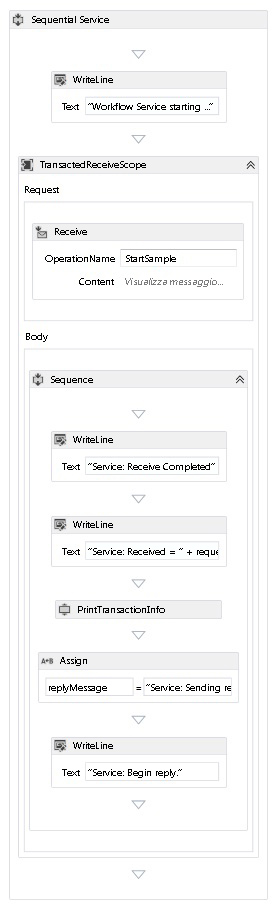 Sequential Service
WriteLine
Text "Workflow Service starting ..."
TransactedReceiveScope
Request
Receive
OperationName StartSample
Content Visualizza messaggio...
Body
Sequence
WriteLine
Text "Service: Receive Completed"
WriteLine
Text "Service: Received = " + reque
PrintTransactionInfo
A+B Assign
replyMessage = "Service: Sending re
WriteLine
Text "Service: Begin reply."